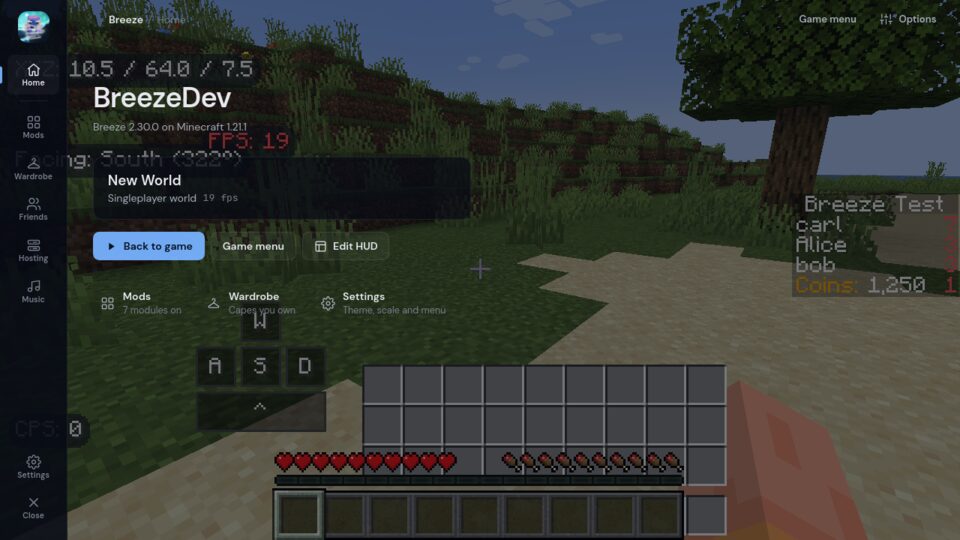 Breeze / Home
Game menu
Options
XYZ: 10.5 / 64.0 / 7.5
Home
BreezeDev
Breeze 2.30.0 on Minecraft 1.21.1
Mods
FPS: 19
Facing: South (322°)
Wardrobe
New World
Singleplayer world 19 fps
Friends
Breeze Test
carl
Alice
bob
Coins: 1,250 1
Hosting
Back to game
Game menu
Edit HUD
Music
Mods
7 modules on
Wardrobe
Capes you own
Settings
Theme, scale and menu
W
A S D
CPS: 0
Settings
Close